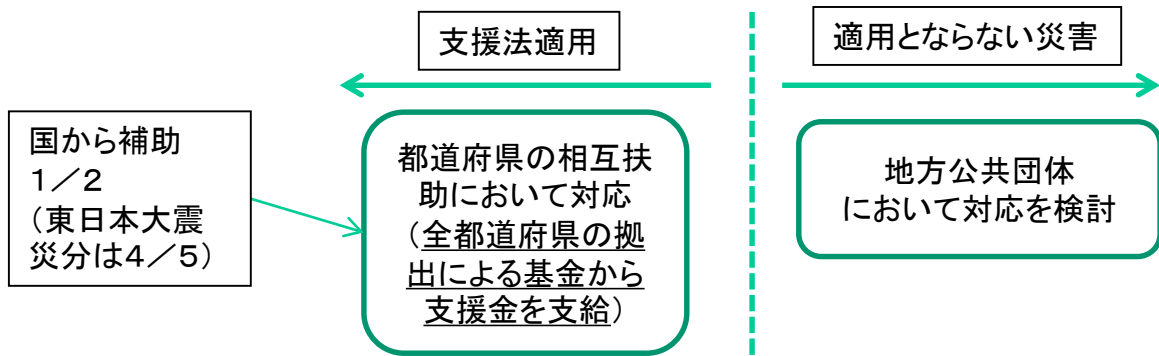 支援法適用
適用とならない災害
国から補助
1／2
（東日本大震
災分は4／5）
都道府県の相互扶
助において対応
（全都道府県の拠
出による基金から
支援金を支給）
地方公共団体
において対応を検討